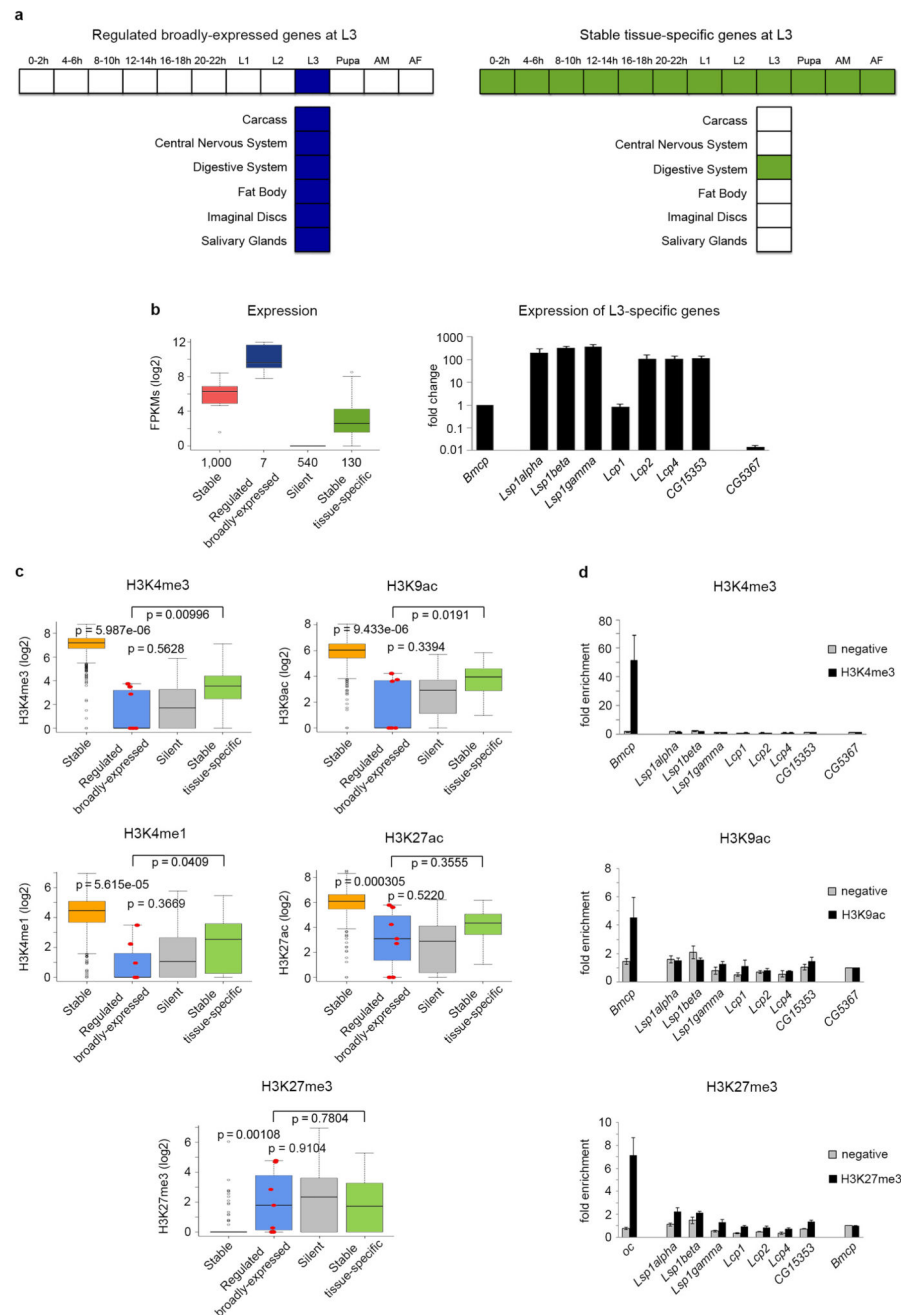 a
Regulated broadly-expressed genes at L3
0-2h 4-6h 8-10h 12-14h 16-18h 20-22h L1 L2 L3 Pupa AM AF
Carcass
Central Nervous System
Digestive System
Fat Body
Imaginal Discs
Salivary Glands
Stable tissue-specific genes at L3
0-2h 4-6h 8-10h 12-14h 16-18h 20-22h L1 L2 L3 Pupa AM AF
Carcass
Central Nervous System
Digestive System
Fat Body
Imaginal Discs
Salivary Glands
b
Expression
FPKMs (log2)
12
8
4
0
1,000 7 540 130
Stable
Regulated
broadly-expressed
Silent
Stable
tissue-specific
Expression of L3-specific genes
fold change
1000
100
10
1
0.1
0.01
Bmcp
Lsp1alpha
Lsp1beta
Lsp1gamma
Lcp1
Lcp2
Lcp4
CG15353
CG5367
c
H3K4me3
p = 0.00996
p = 5.987e-06
p = 0.5628
H3K4me3 (log2)
8
6
4
2
0
Stable
Regulated
broadly-expressed
Silent
Stable
tissue-specific
H3K9ac
p = 0.0191
p = 9.433e-06
p = 0.3394
H3K9ac (log2)
8
6
4
2
0
Stable
Regulated
broadly-expressed
Silent
Stable
tissue-specific
H3K4me1
p = 0.0409
p = 5.615e-05
p = 0.3669
H3K4me1 (log2)
6
4
2
0
Stable
Regulated
broadly-expressed
Silent
Stable
tissue-specific
H3K27ac
p = 0.3555
p = 0.000305
p = 0.5220
H3K27ac (log2)
8
6
4
2
0
Stable
Regulated
broadly-expressed
Silent
Stable
tissue-specific
H3K27me3
p = 0.7804
p = 0.00108
p = 0.9104
H3K27me3 (log2)
6
4
2
0
Stable
Regulated
broadly-expressed
Silent
Stable
tissue-specific
d
H3K4me3
negative
H3K4me3
fold enrichment
80
60
40
20
0
Bmcp
Lsp1alpha
Lsp1beta
Lsp1gamma
Lcp1
Lcp2
Lcp4
CG15353
CG5367
H3K9ac
negative
H3K9ac
fold enrichment
8
6
4
2
0
Bmcp
Lsp1alpha
Lsp1beta
Lsp1gamma
Lcp1
Lcp2
Lcp4
CG15353
CG5367
H3K27me3
negative
H3K27me3
fold enrichment
10
8
6
4
2
0
oc
Lsp1alpha
Lsp1beta
Lsp1gamma
Lcp1
Lcp2
Lcp4
CG15353
Bmcp